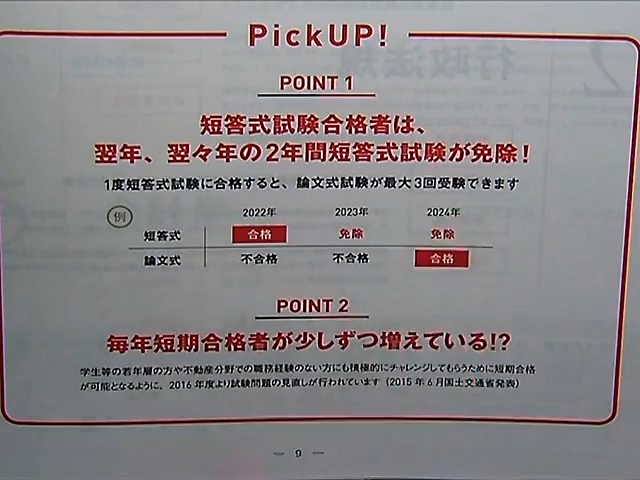 PickUP!
POINT 1
短答式試験合格者は、
翌年、翌々年の2年間短答式試験が免除!
1度短答式試験に合格すると、論文式試験が最大3回受験できます
例
2022年 2023年 2024年
短答式 合格 免除 免除
論文式 不合格 不合格 合格
POINT 2
毎年短期合格者が少しずつ増えている!?
学生等の若年層の方や不動産分野での職務経験のない方にも積極的にチャレンジしてもらうために短期合格
が可能となるように、2016年度より試験問題の見直しが行われています(2015年6月国土交通省発表)
— 9 —